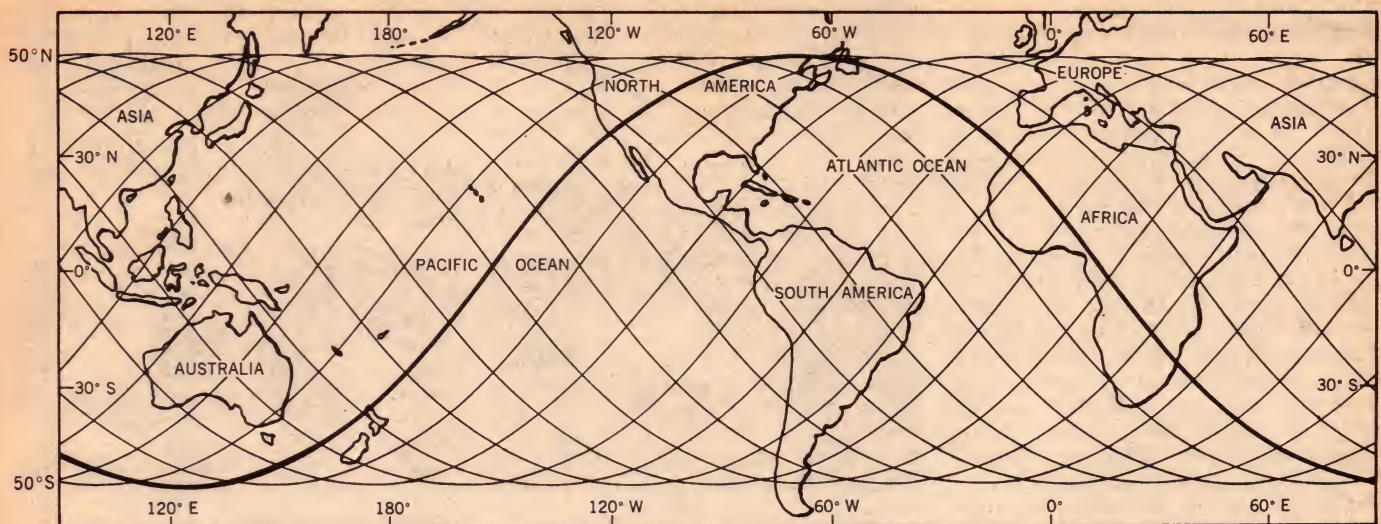 120° E 180° 120° W 60° W 0° 60° E
50° N
EUROPE
NORTH AMERICA
ASIA
ASIA
30° N
30° N
ATLANTIC OCEAN
AFRICA
PACIFIC OCEAN
0°
0°
SOUTH AMERICA
AUSTRALIA
30° S
30° S
50° S
120° E 180° 120° W 60° W 0° 60° E